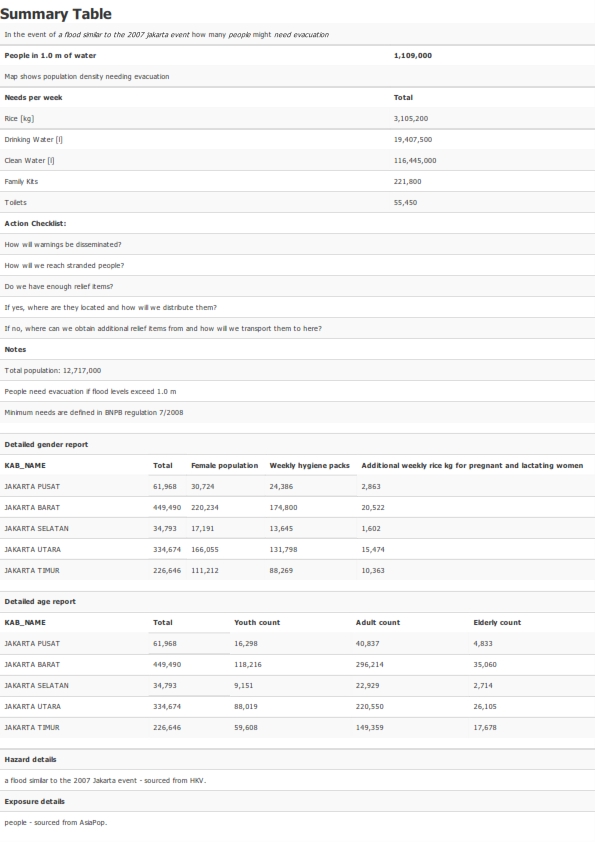 Summary Table
In the event of a flood similar to the 2007 Jakarta event how many people might need evacuation
People in 1.0 m of water 1,109,000
Map shows population density needing evacuation
Needs per week Total
Rice [kg] 3,105,200
Drinking Water [l] 19,407,500
Clean Water [l] 116,445,000
Family Kits 221,800
Toilets 55,450
Action Checklist:
How will warnings be disseminated?
How will we reach stranded people?
Do we have enough relief items?
If yes, where are they located and how will we distribute them?
If no, where can we obtain additional relief items from and how will we transport them to here?
Notes
Total population: 12,717,000
People need evacuation if flood levels exceed 1.0 m
Minimum needs are defined in BNPB regulation 7/2008
Detailed gender report
KAB_NAME Total Female population Weekly hygiene packs Additional weekly rice kg for pregnant and lactating women
JAKARTA PUSAT 61,968 30,724 24,386 2,863
JAKARTA BARAT 449,490 220,234 174,800 20,522
JAKARTA SELATAN 34,793 17,191 13,645 1,602
JAKARTA UTARA 334,674 166,055 131,798 15,474
JAKARTA TIMUR 226,646 111,212 88,269 10,363
Detailed age report
KAB_NAME Total Youth count Adult count Elderly count
JAKARTA PUSAT 61,968 16,298 40,837 4,833
JAKARTA BARAT 449,490 118,216 296,214 35,060
JAKARTA SELATAN 34,793 9,151 22,929 2,714
JAKARTA UTARA 334,674 88,019 220,550 26,105
JAKARTA TIMUR 226,646 59,608 149,359 17,678
Hazard details
a flood similar to the 2007 Jakarta event - sourced from HKV.
Exposure details
people - sourced from AsiaPop.